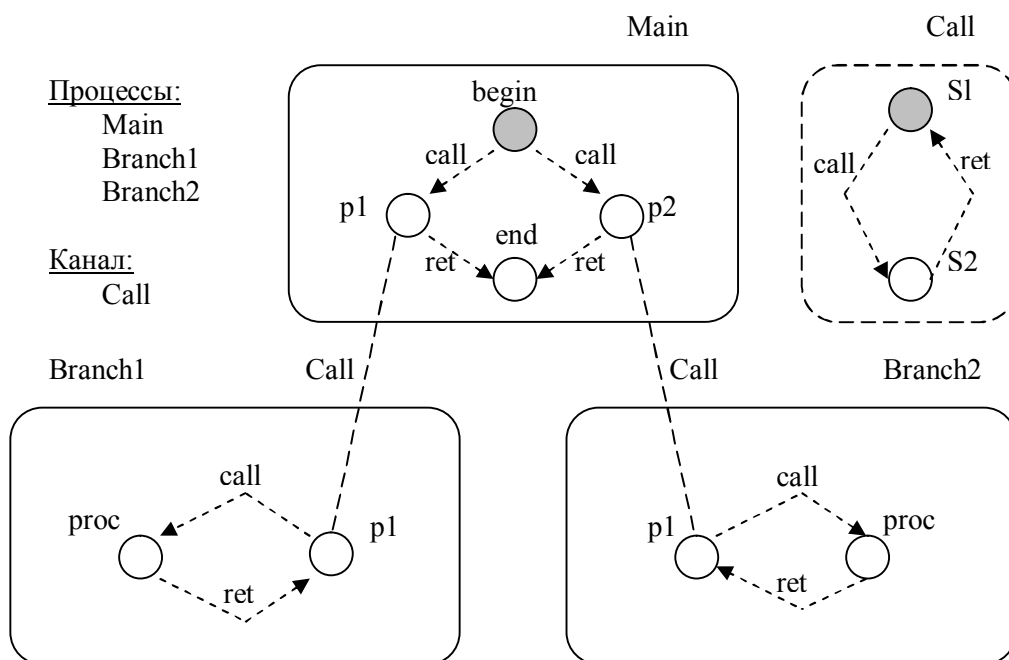 Main
Call
Процессы:
Main
Branch1
Branch2
Канал:
Call
begin
call
call
p1
p2
end
ret
ret
S1
call
ret
S2
Branch1
Call
Call
Branch2
call
proc
p1
ret
call
p1
proc
ret